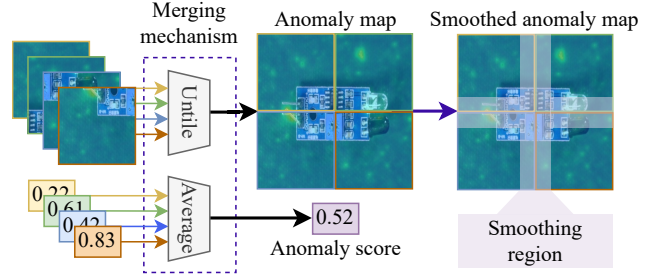 Merging
mechanism
Anomaly map
Smoothed anomaly map
Untile
0.22
0.61
0.42
0.83
Average
0.52
Anomaly score
Smoothing
region